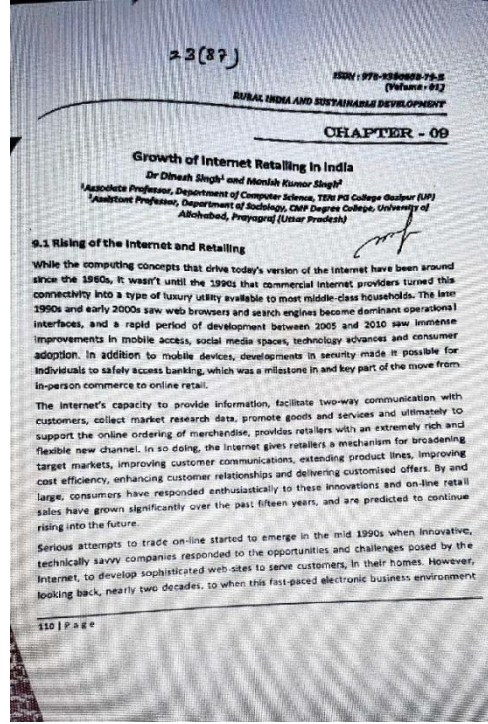 23(87)
(Volume - 01)
RURAL INDIA AND SUSTAINABLE DEVELOPMENT
CHAPTER - 09
Growth of Internet Retailing in India
Dr Dinesh Singh¹ and Manish Kumar Singh²
¹Associate Professor, Department of Computer Science, TERI PG College Gazipur (UP)
²Assistant Professor, Department of Sociology, CMP Degree College, University of
Allahabad, Prayagraj (Uttar Pradesh)
9.1 Rising of the Internet and Retailing
While the computing concepts that drive today's version of the Internet have been around
since the 1960s, it wasn't until the 1990s that commercial Internet providers turned this
connectivity into a type of luxury utility available to most middle-class households. The late
1990s and early 2000s saw web browsers and search engines become dominant operational
interfaces, and a rapid period of development between 2005 and 2010 saw immense
improvements in mobile access, social media spaces, technology advances and consumer
adoption. In addition to mobile devices, developments in security made it possible for
individuals to safely access banking, which was a milestone in and key part of the move from
in-person commerce to online retail.
The Internet's capacity to provide information, facilitate two-way communication with
customers, collect market research data, promote goods and services and ultimately to
support the online ordering of merchandise, provides retailers with an extremely rich and
flexible new channel. In so doing, the Internet gives retailers a mechanism for broadening
target markets, improving customer communications, extending product lines, improving
cost efficiency, enhancing customer relationships and delivering customised offers. By and
large, consumers have responded enthusiastically to these innovations and on-line retail
sales have grown significantly over the past fifteen years, and are predicted to continue
rising into the future.
Serious attempts to trade on-line started to emerge in the mid 1990s when innovative,
technically savvy companies responded to the opportunities and challenges posed by the
Internet, to develop sophisticated web-sites to serve customers, in their homes. However,
looking back, nearly two decades, to when this fast-paced electronic business environment
110 | P a g e